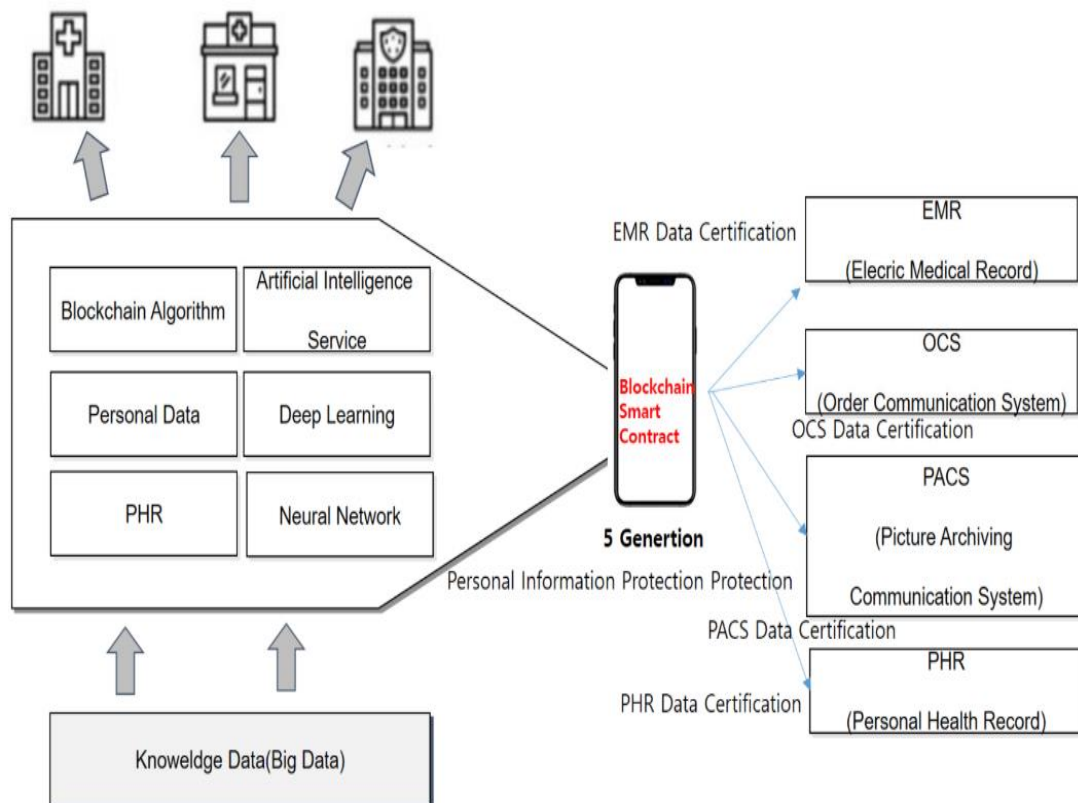 EMR Data Certification
EMR
(Elecric Medical Record)
Blockchain Algorithm
Artificial Intelligence
Service
Personal Data
Deep Learning
PHR
Neural Network
Blockchain
Smart
Contract
5 Genertion
Personal Information Protection Protection
OCS
(Order Communication System)
OCS Data Certification
PACS
(Picture Archiving
Communication System)
PACS Data Certification
PHR
(Personal Health Record)
PHR Data Certification
Knoweldge Data(Big Data)